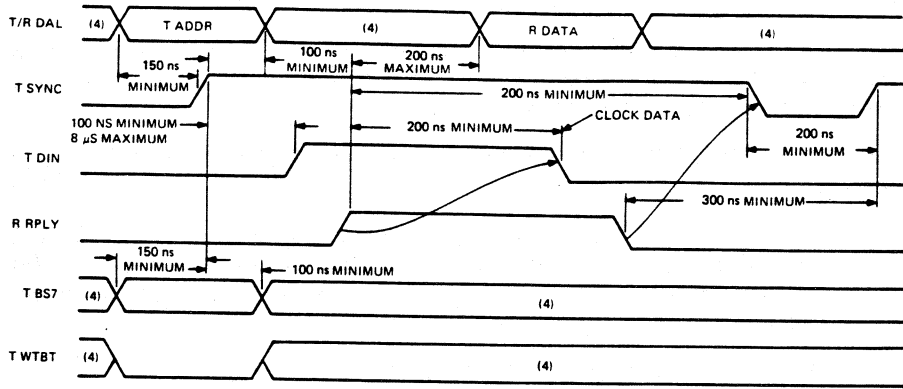 T/R DAL (4) T ADDR (4) R DATA (4)
100 ns
MINIMUM
200 ns
MAXIMUM
150 ns
MINIMUM
T SYNC
200 ns MINIMUM
100 NS MINIMUM
8 μS MAXIMUM
200 ns MINIMUM
CLOCK DATA
200 ns
MINIMUM
T DIN
300 ns MINIMUM
R RPLY
150 ns
MINIMUM
100 ns MINIMUM
T BS7 (4) (4)
T WTBT (4) (4)